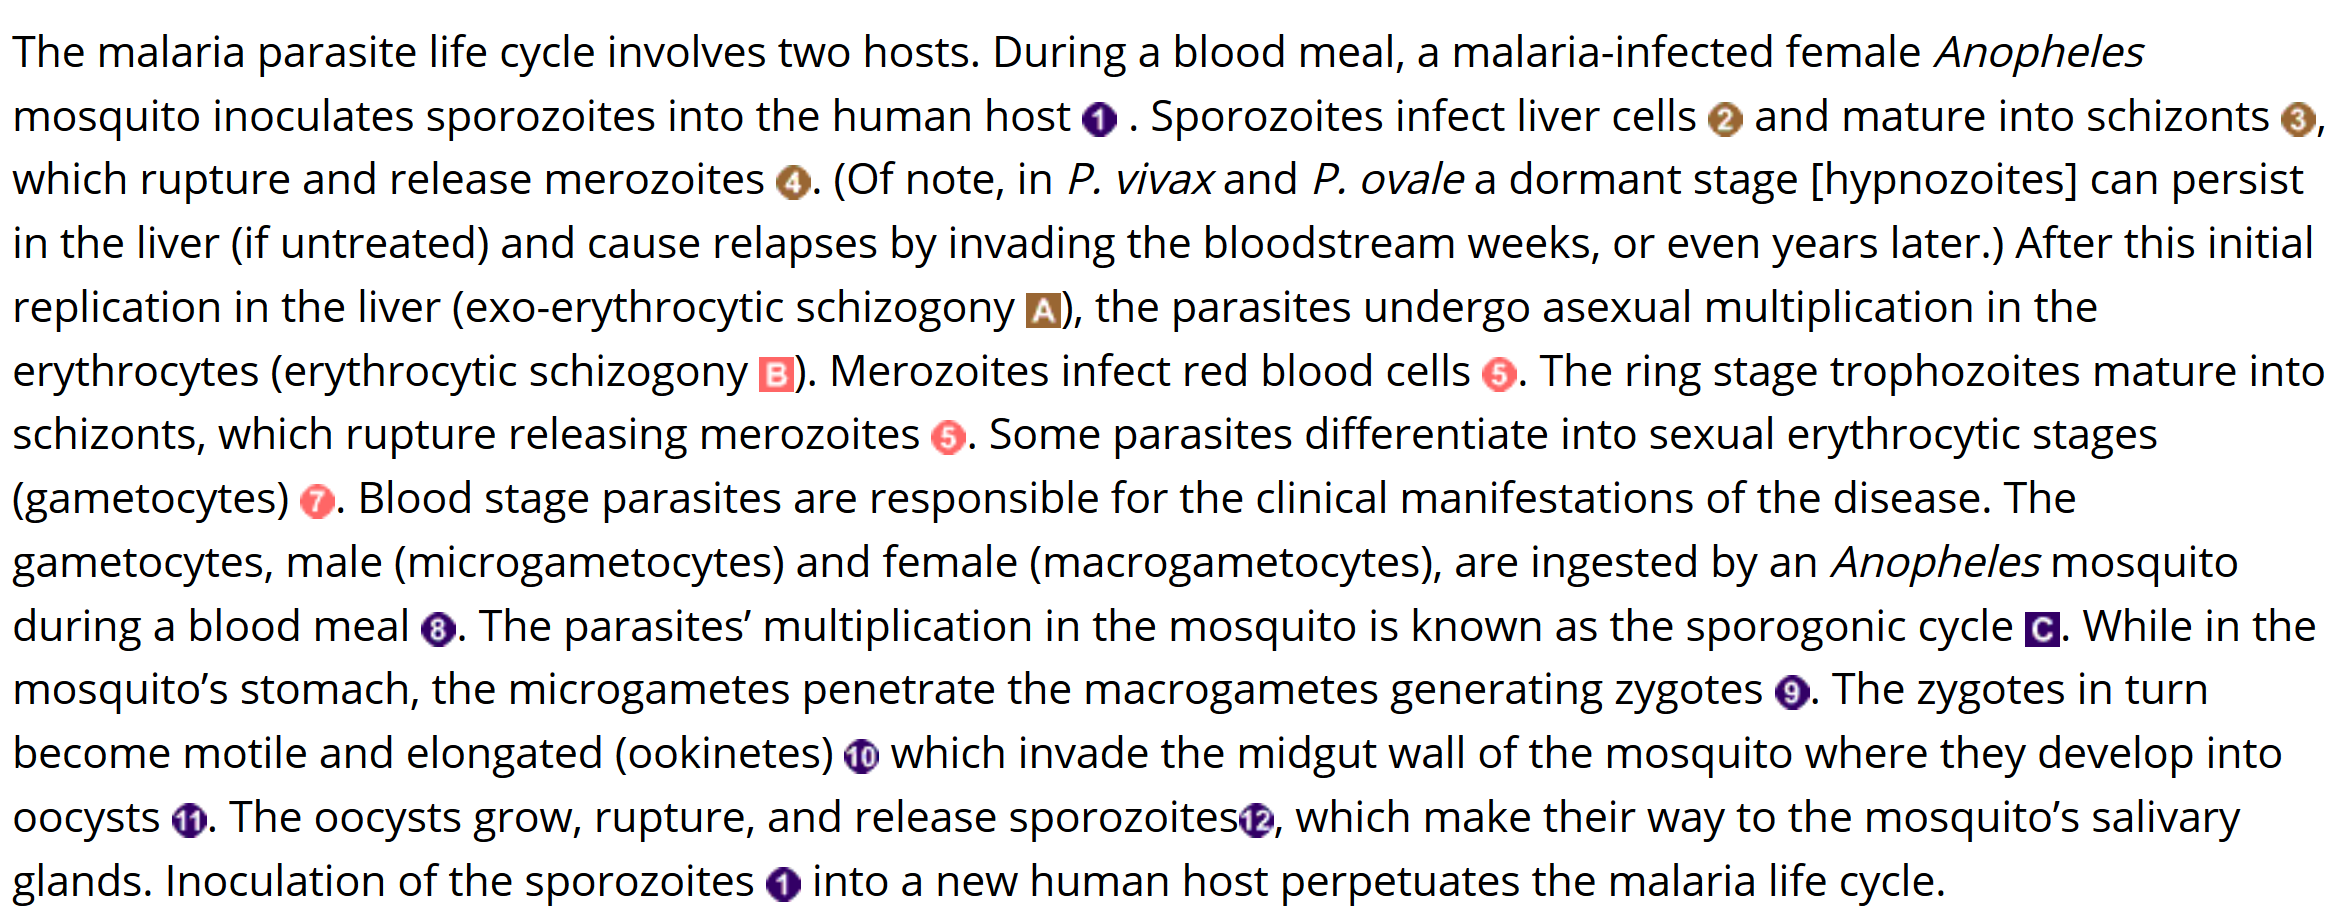 The malaria parasite life cycle involves two hosts. During a blood meal, a malaria-infected female Anopheles
mosquito inoculates sporozoites into the human host 1 . Sporozoites infect liver cells 2 and mature into schizonts 3,
which rupture and release merozoites 4. (Of note, in P. vivax and P. ovale a dormant stage [hypnozoites] can persist
in the liver (if untreated) and cause relapses by invading the bloodstream weeks, or even years later.) After this initial
replication in the liver (exo-erythrocytic schizogony A), the parasites undergo asexual multiplication in the
erythrocytes (erythrocytic schizogony B). Merozoites infect red blood cells 5. The ring stage trophozoites mature into
schizonts, which rupture releasing merozoites 5. Some parasites differentiate into sexual erythrocytic stages
(gametocytes) 7. Blood stage parasites are responsible for the clinical manifestations of the disease. The
gametocytes, male (microgametocytes) and female (macrogametocytes), are ingested by an Anopheles mosquito
during a blood meal 8. The parasites’ multiplication in the mosquito is known as the sporogonic cycle C. While in the
mosquito’s stomach, the microgametes penetrate the macrogametes generating zygotes 9. The zygotes in turn
become motile and elongated (ookinetes) 10 which invade the midgut wall of the mosquito where they develop into
oocysts 11. The oocysts grow, rupture, and release sporozoites12, which make their way to the mosquito’s salivary
glands. Inoculation of the sporozoites 1 into a new human host perpetuates the malaria life cycle.